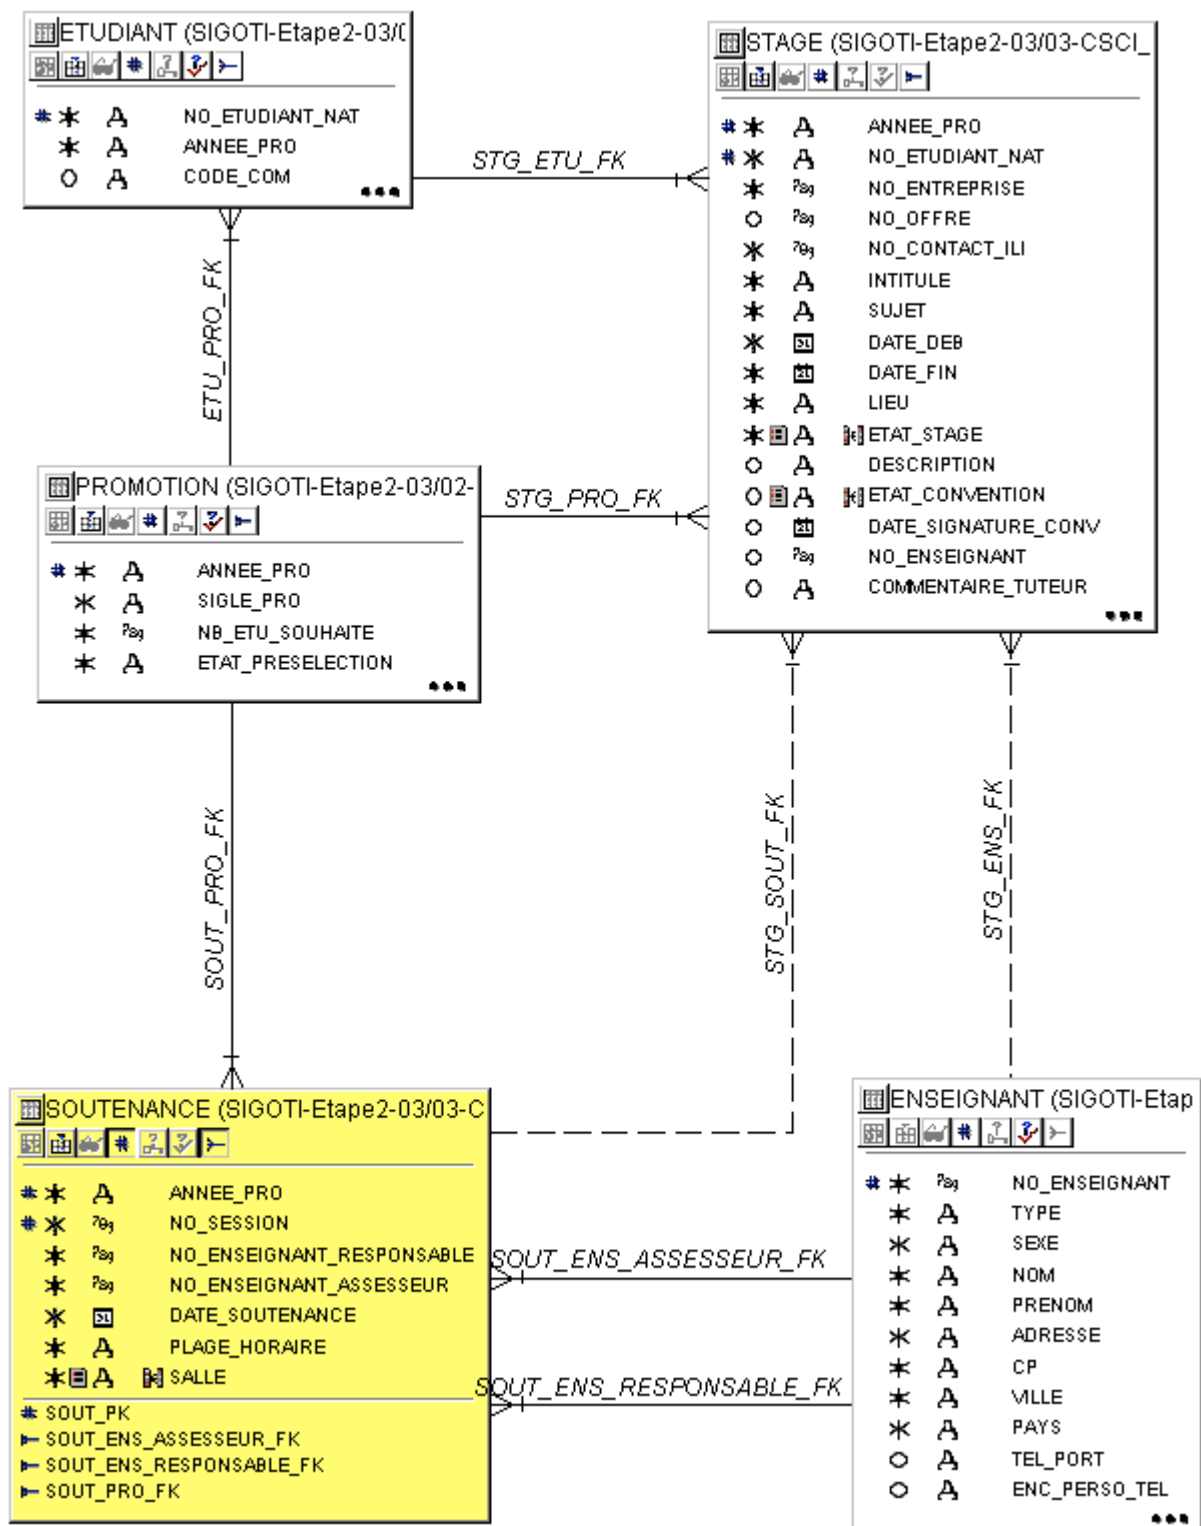 ETUDIANT (SIGOTI-Etape2-03/0
NO_ETUDIANT_NAT
ANNEE_PRO
CODE_COM
STG_ETU_FK
STAGE (SIGOTI-Etape2-03/03-CSCI_
ANNEE_PRO
NO_ETUDIANT_NAT
NO_ENTREPRISE
NO_OFFRE
NO_CONTACT_ILI
INTITULE
SUJET
DATE_DEB
DATE_FIN
LIEU
ETAT_STAGE
DESCRIPTION
ETAT_CONVENTION
DATE_SIGNATURE_CONV
NO_ENSEIGNANT
COMMENTAIRE_TUTEUR
ETU_PRO_FK
PROMOTION (SIGOTI-Etape2-03/02-
ANNEE_PRO
SIGLE_PRO
NB_ETU_SOUHAITE
ETAT_PRESELECTION
STG_PRO_FK
SOUT_PRO_FK
STG_SOUT_FK
STG_ENS_FK
SOUTENANCE (SIGOTI-Etape2-03/03-C
ANNEE_PRO
NO_SESSION
NO_ENSEIGNANT_RESPONSABLE
NO_ENSEIGNANT_ASSESSEUR
DATE_SOUTENANCE
PLAGE_HORAIRE
SALLE
SOUT_PK
SOUT_ENS_ASSESSEUR_FK
SOUT_ENS_RESPONSABLE_FK
SOUT_PRO_FK
SOUT_ENS_ASSESSEUR_FK
SOUT_ENS_RESPONSABLE_FK
ENSEIGNANT (SIGOTI-Etap
NO_ENSEIGNANT
TYPE
SEXE
NOM
PRENOM
ADRESSE
CP
VILLE
PAYS
TEL_PORT
ENC_PERSO_TEL